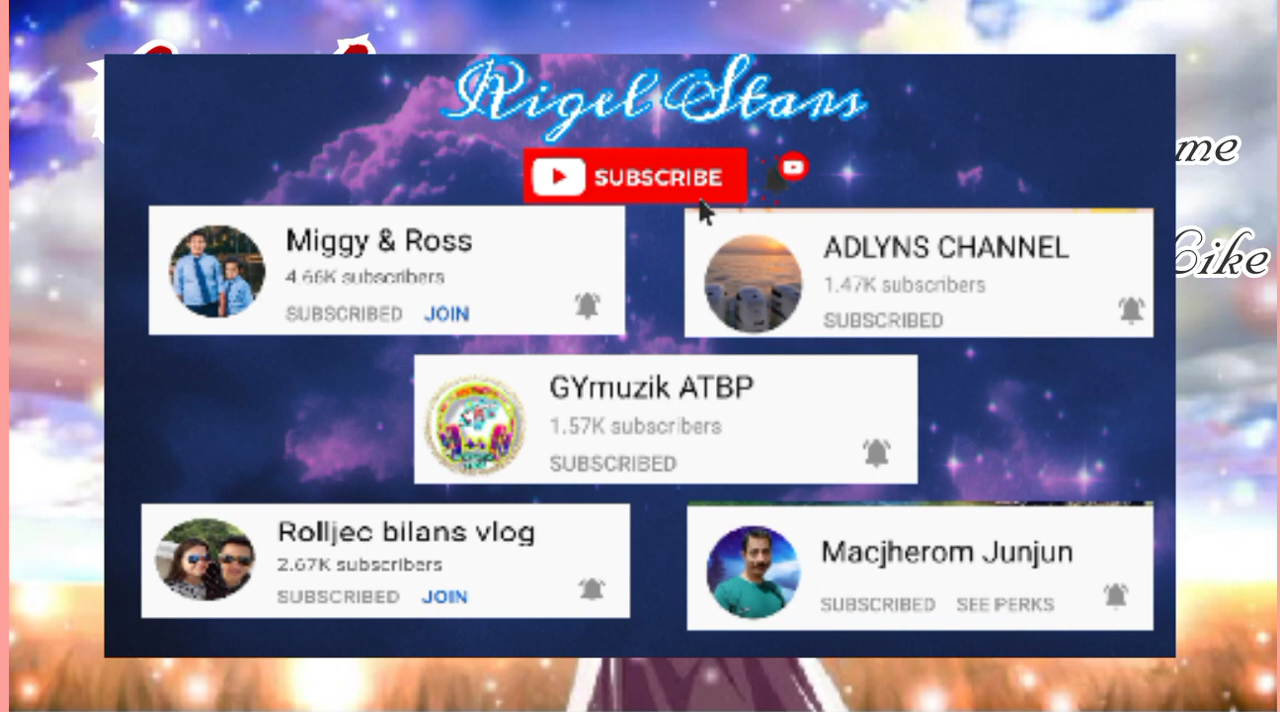 Rigel Stars
SUBSCRIBE
me
Miggy & Ross
4.66K subscribers
SUBSCRIBED JOIN
ADLYNS CHANNEL
1.47K subscribers
SUBSCRIBED
GYmuzik ATBP
1.57K subscribers
SUBSCRIBED
Rolljec bilans vlog
2.67K subscribers
SUBSCRIBED JOIN
Macjherom Junjun
SUBSCRIBED SEE PERKS